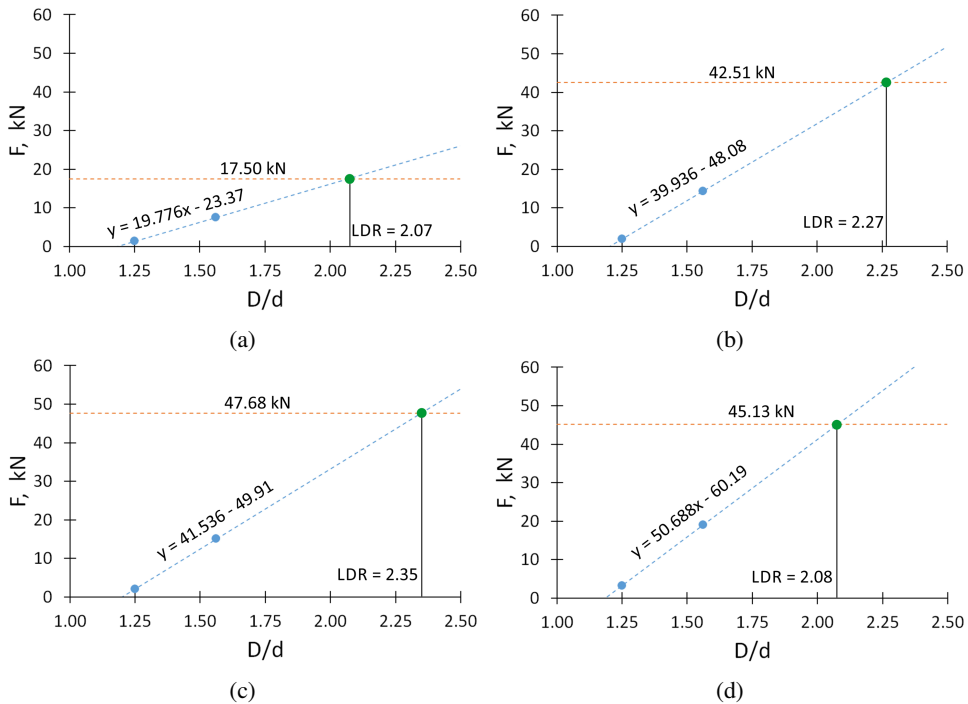 60
50
40
30
20
10
0
F, kN
17.50 kN
y = 19.776x - 23.37
LDR = 2.07
1.00 1.25 1.50 1.75 2.00 2.25 2.50
D/d
(a)
60
50
40
30
20
10
0
F, kN
42.51 kN
y = 39.936 - 48.08
LDR = 2.27
1.00 1.25 1.50 1.75 2.00 2.25 2.50
D/d
(b)
60
50
40
30
20
10
0
F, kN
47.68 kN
y = 41.536 - 49.91
LDR = 2.35
1.00 1.25 1.50 1.75 2.00 2.25 2.50
D/d
(c)
60
50
40
30
20
10
0
F, kN
45.13 kN
y = 50.688x - 60.19
LDR = 2.08
1.00 1.25 1.50 1.75 2.00 2.25 2.50
D/d
(d)